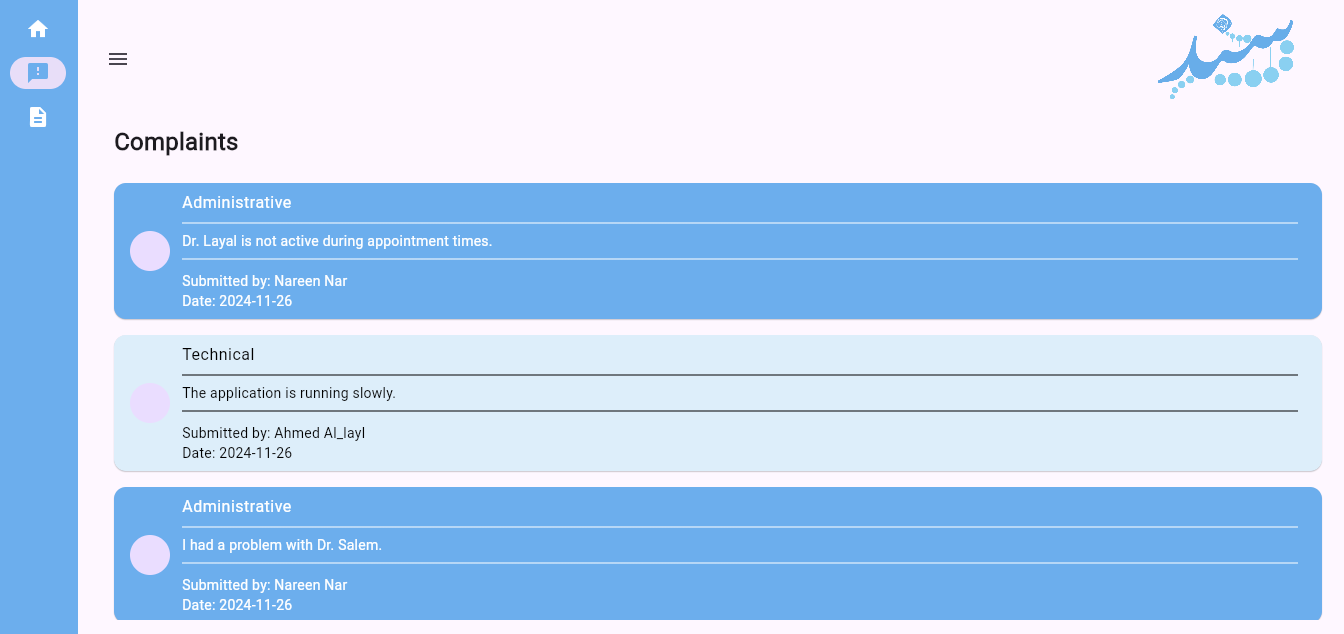 Complaints
Administrative
Dr. Layal is not active during appointment times.
Submitted by: Nareen Nar
Date: 2024-11-26
Technical
The application is running slowly.
Submitted by: Ahmed Al_layl
Date: 2024-11-26
Administrative
I had a problem with Dr. Salem.
Submitted by: Nareen Nar
Date: 2024-11-26